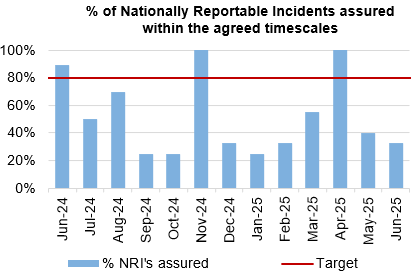 % of Nationally Reportable Incidents assured
within the agreed timescales
100%
80%
60%
40%
20%
0%
Jun-24
Jul-24
Aug-24
Sep-24
Oct-24
Nov-24
Dec-24
Jan-25
Feb-25
Mar-25
Apr-25
May-25
Jun-25
% NRI's assured
Target